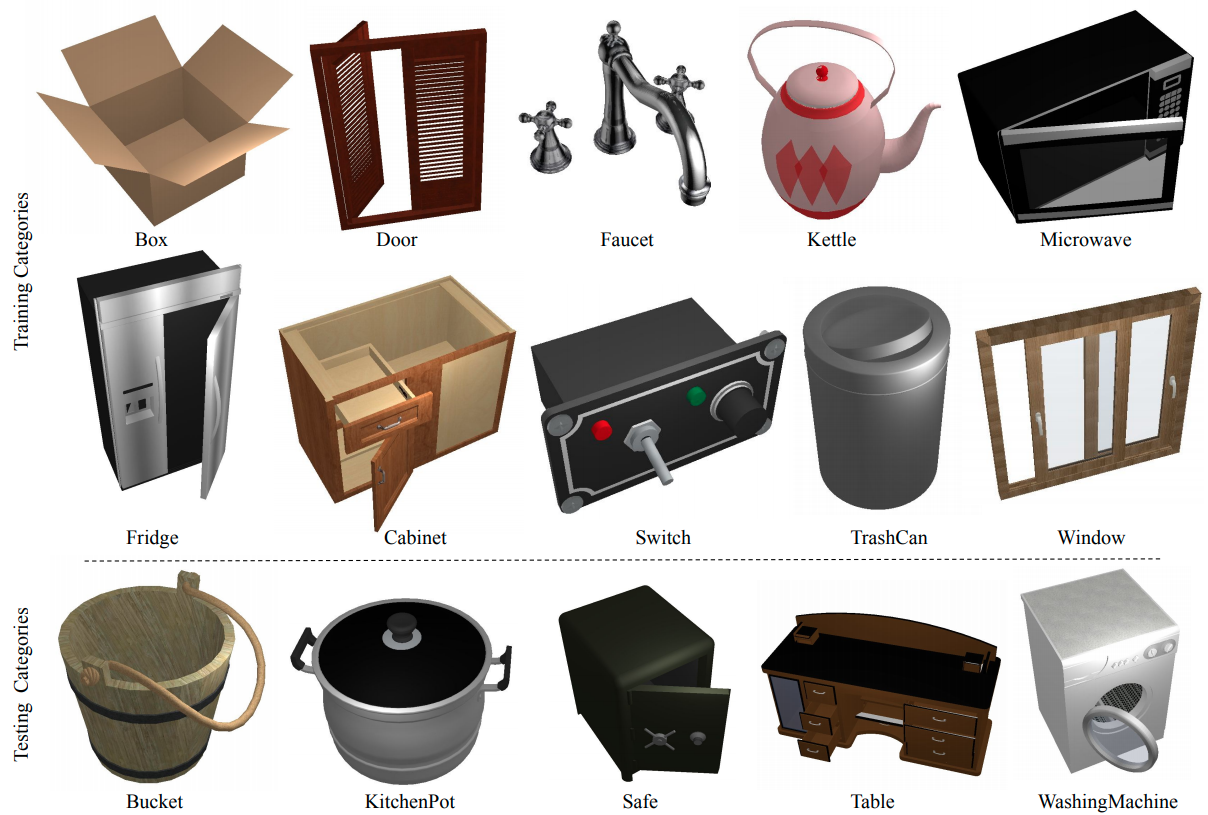 Training Categories
Box
Door
Faucet
Kettle
Microwave
Fridge
Cabinet
Switch
TrashCan
Window
Testing Categories
Bucket
KitchenPot
Safe
Table
WashingMachine